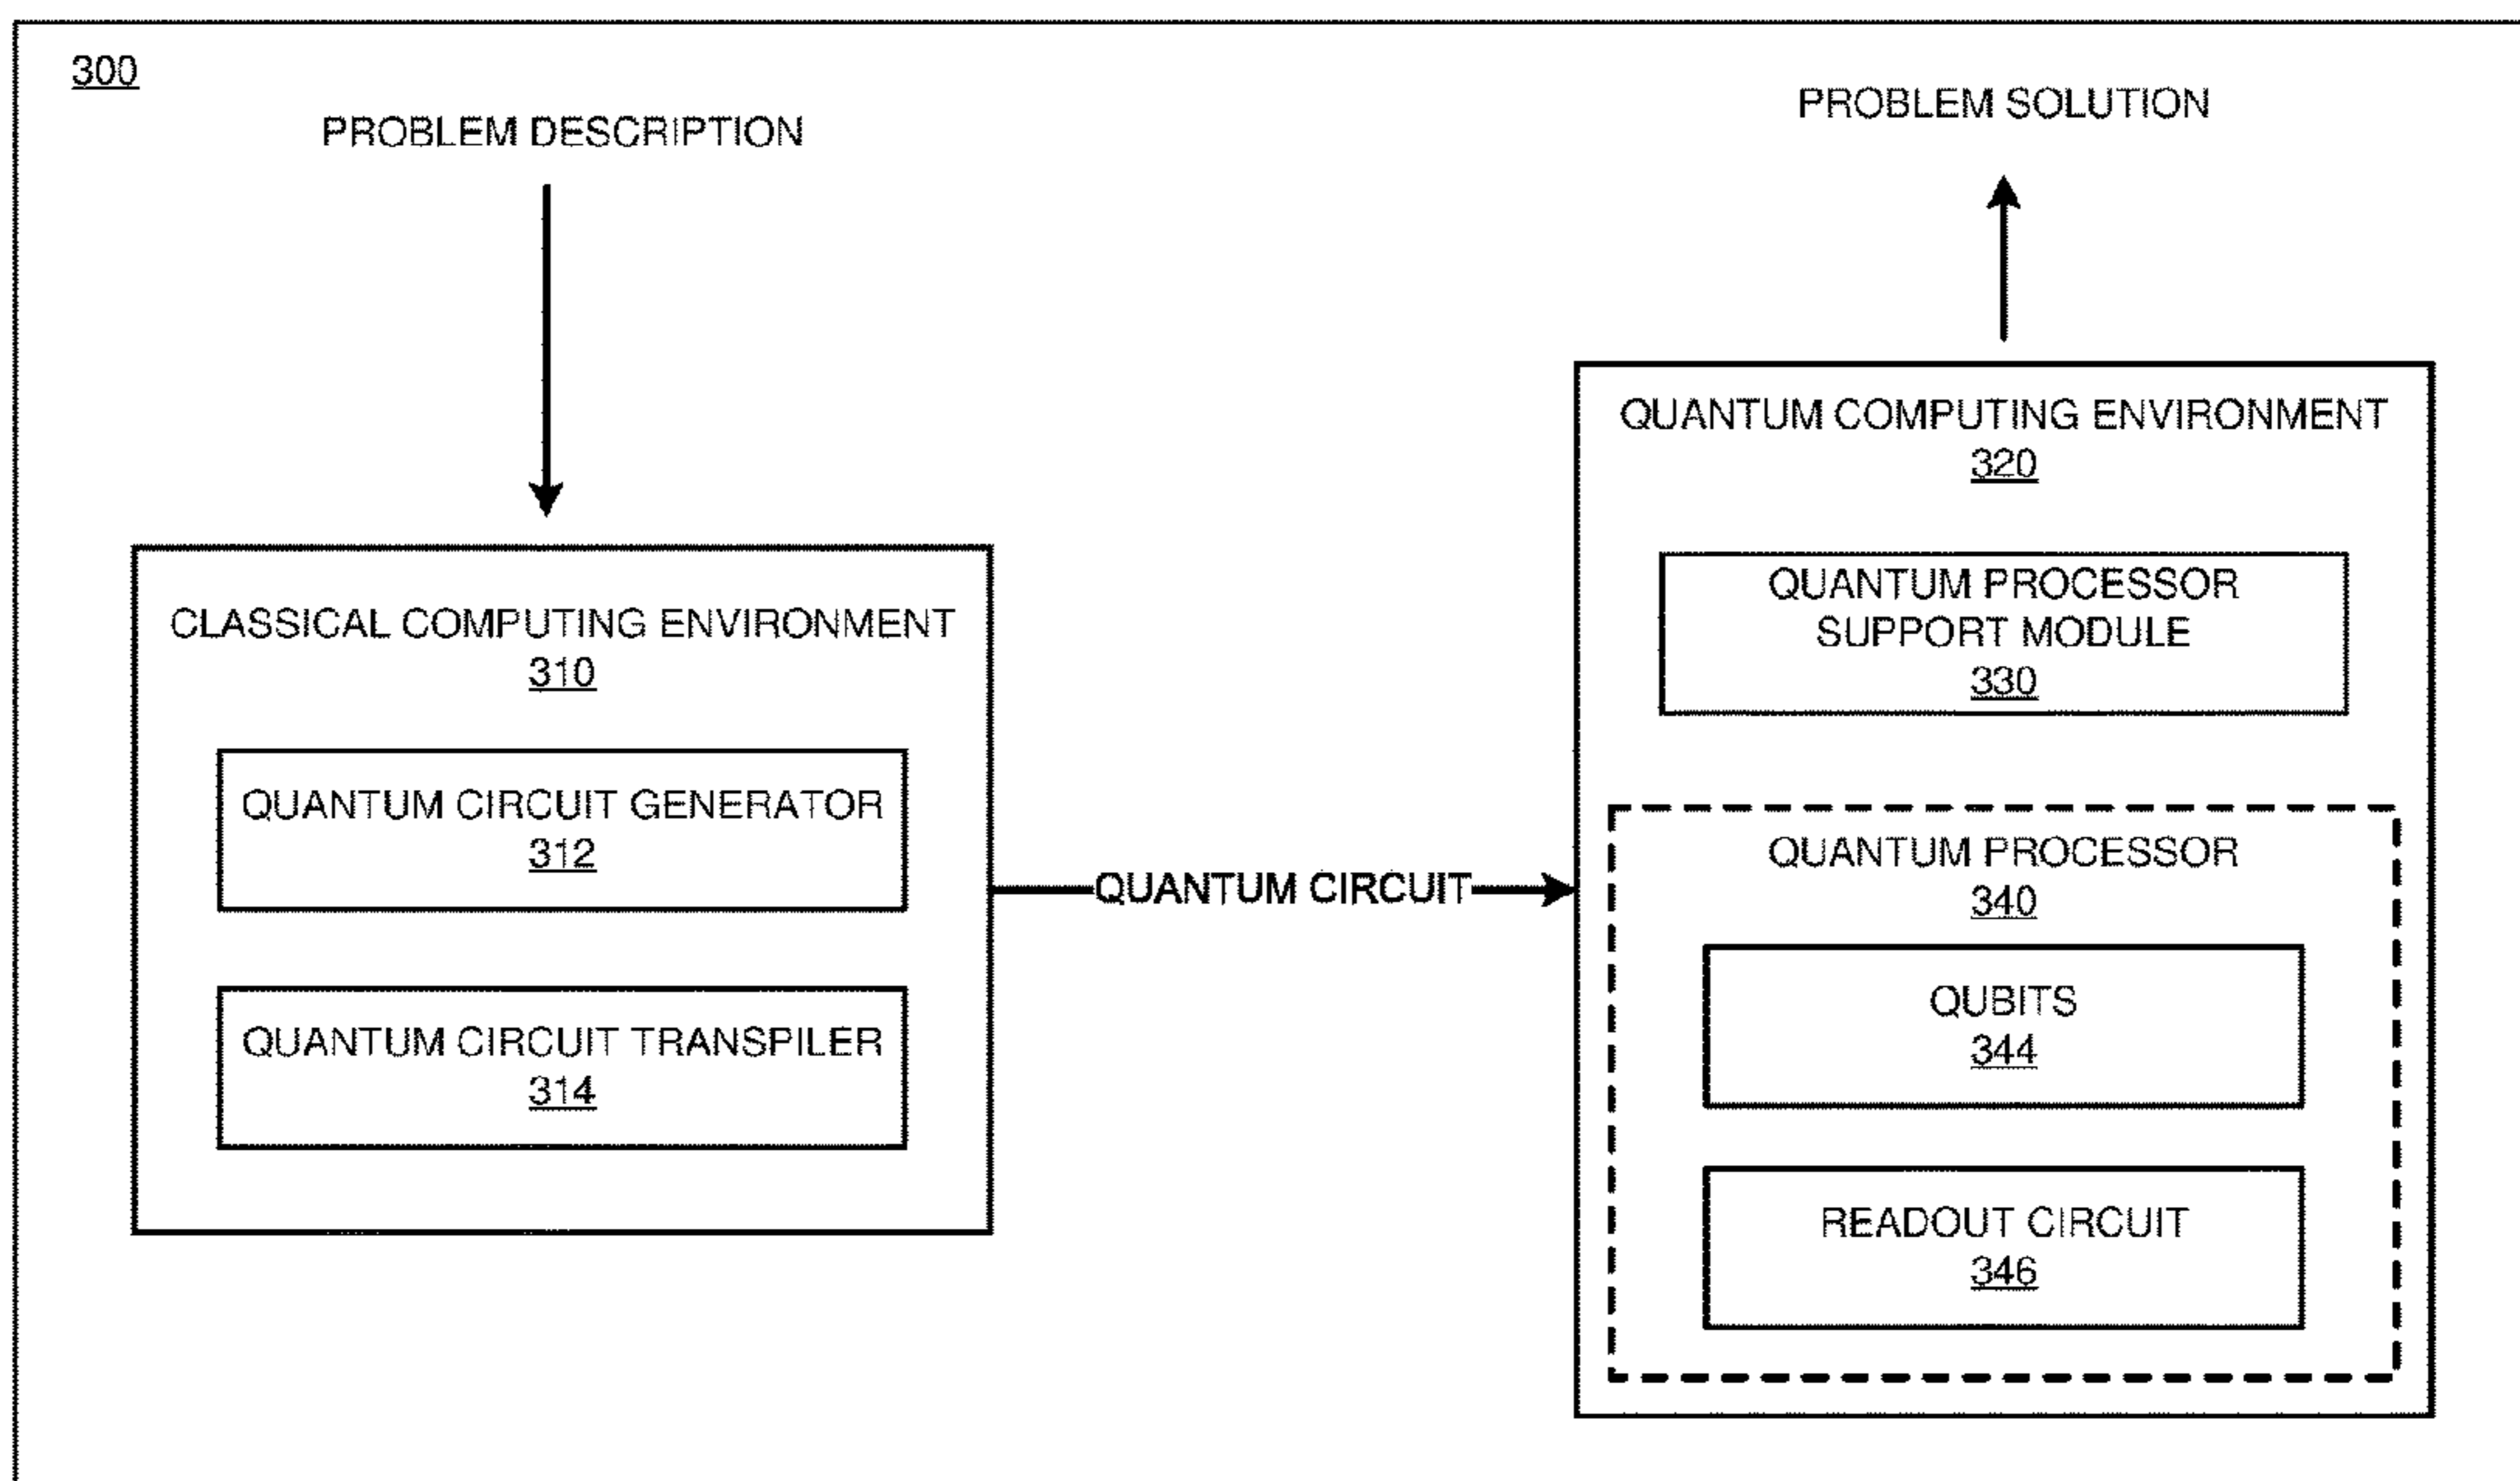 300
PROBLEM DESCRIPTION
PROBLEM SOLUTION
CLASSICAL COMPUTING ENVIRONMENT
310
QUANTUM CIRCUIT GENERATOR
312
QUANTUM CIRCUIT TRANSPILER
314
QUANTUM CIRCUIT
QUANTUM COMPUTING ENVIRONMENT
320
QUANTUM PROCESSOR
SUPPORT MODULE
330
QUANTUM PROCESSOR
340
QUBITS
344
READOUT CIRCUIT
346